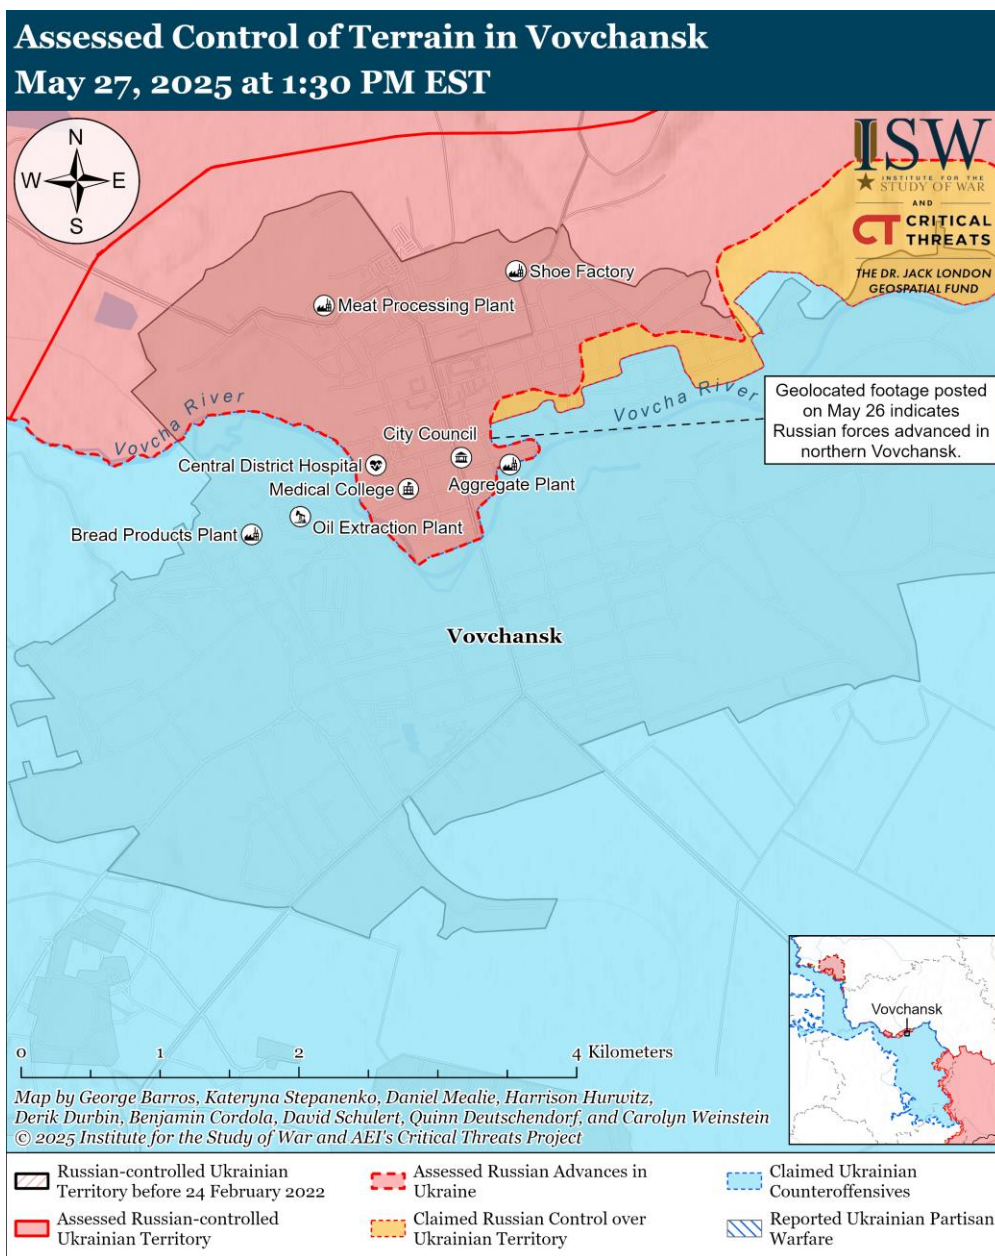 Assessed Control of Terrain in Vovchansk
May 27, 2025 at 1:30 PM EST
N
W
E
S
ISW
INSTITUTE FOR THE
STUDY OF WAR
AND
CT CRITICAL
THREATS
THE DR. JACK LONDON
GEOSPATIAL FUND
Shoe Factory
Meat Processing Plant
Vovcha River
Vovcha River
Geolocated footage posted
on May 26 indicates
Russian forces advanced in
northern Vovchansk.
City Council
Central District Hospital
Medical College
Aggregate Plant
Oil Extraction Plant
Bread Products Plant
Vovchansk
Vovchansk
0 1 2 4 Kilometers
Map by George Barros, Kateryna Stepanenko, Daniel Mealie, Harrison Hurwitz,
Derik Durbin, Benjamin Cordola, David Schulert, Quinn Deutschendorf, and Carolyn Weinstein
© 2025 Institute for the Study of War and AEI's Critical Threats Project
Russian-controlled Ukrainian
Territory before 24 February 2022
Assessed Russian-controlled
Ukrainian Territory
Assessed Russian Advances in
Ukraine
Claimed Russian Control over
Ukrainian Territory
Claimed Ukrainian
Counteroffensives
Reported Ukrainian Partisan
Warfare